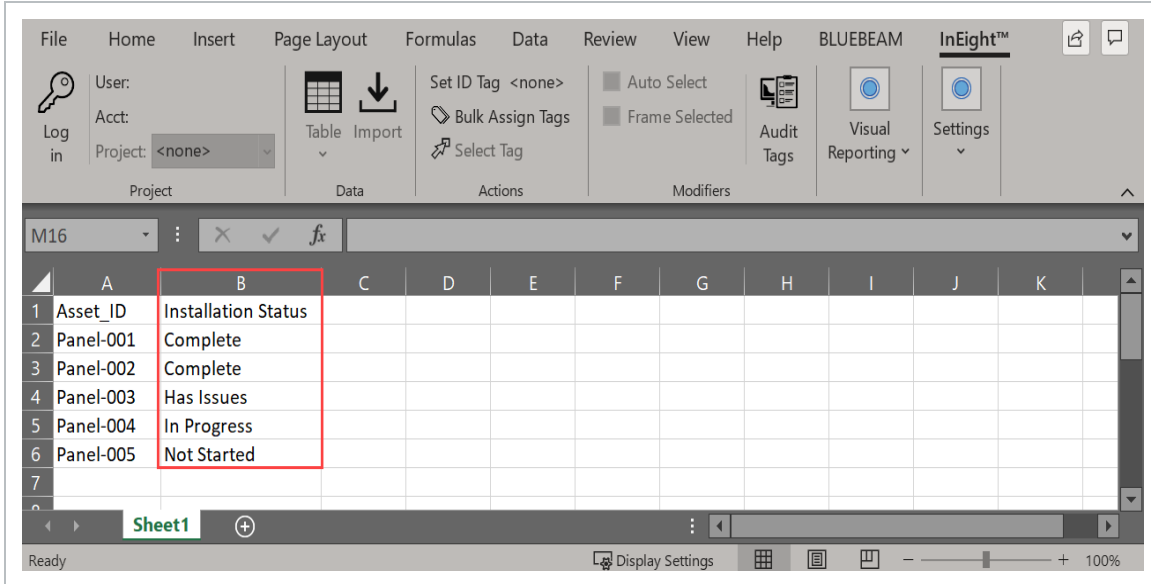 File Home Insert Page Layout Formulas Data Review View Help BLUEBEAM InEight™
Log in
User:
Acct:
Project: <none>
Project
Table Import
Data
Set ID Tag <none>
Bulk Assign Tags
Select Tag
Actions
Auto Select
Frame Selected
Modifiers
Audit Tags
Visual Reporting
Settings
M16 fx
A B C D E F G H I J K
1 Asset_ID Installation Status
2 Panel-001 Complete
3 Panel-002 Complete
4 Panel-003 Has Issues
5 Panel-004 In Progress
6 Panel-005 Not Started
7
Sheet1
Ready Display Settings 100%